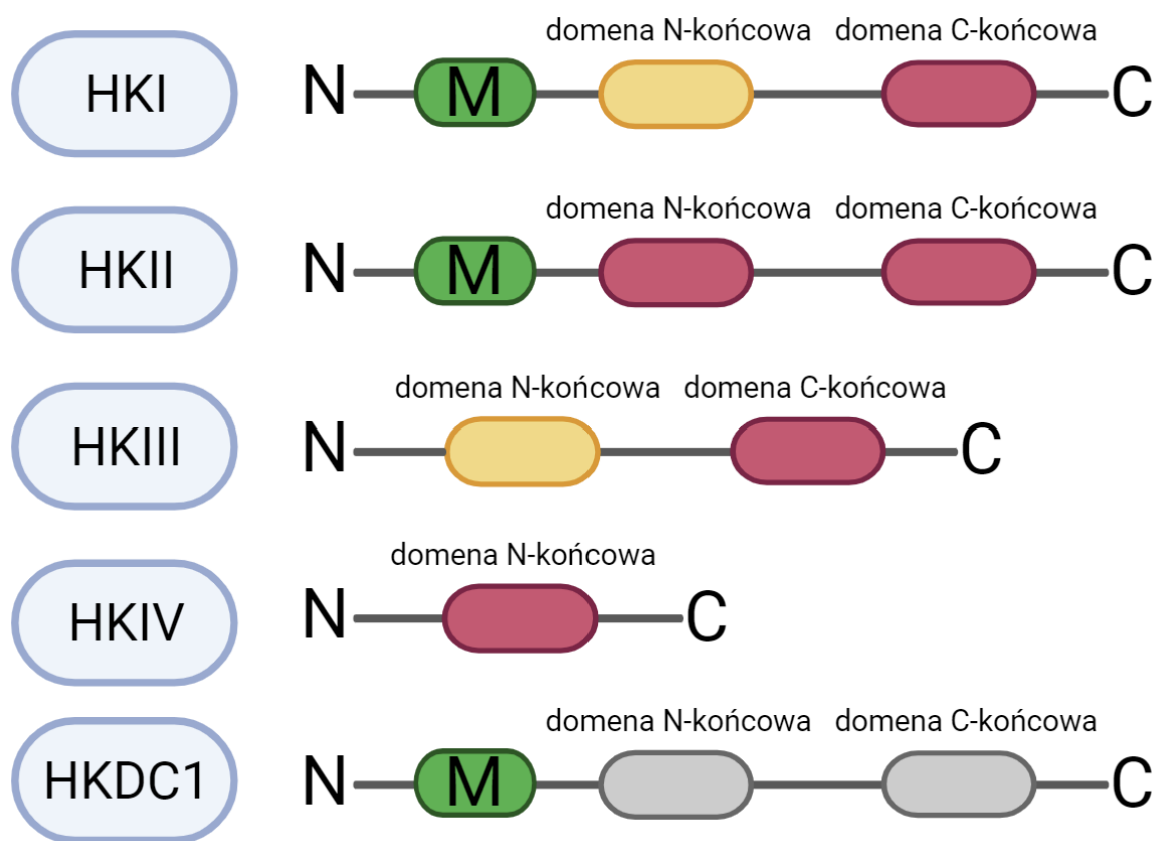 domena N-końcowa domena C-końcowa
HKI N M C
domena N-końcowa domena C-końcowa
HKII N M C
domena N-końcowa domena C-końcowa
HKIII N C
domena N-końcowa
HKIV N C
domena N-końcowa domena C-końcowa
HKDC1 N M C